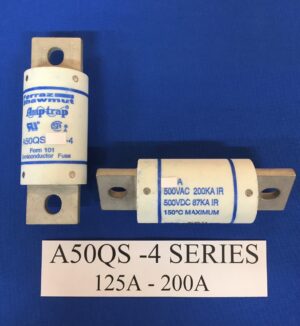 Ferraz
Shawmut
Amp-trap
A50QS -4
Form 101
Semiconductor Fuse
A
500VAC 200KA IR
500VDC 87KA IR
150°C MAXIMUM
A50QS -4 SERIES
125A - 200A